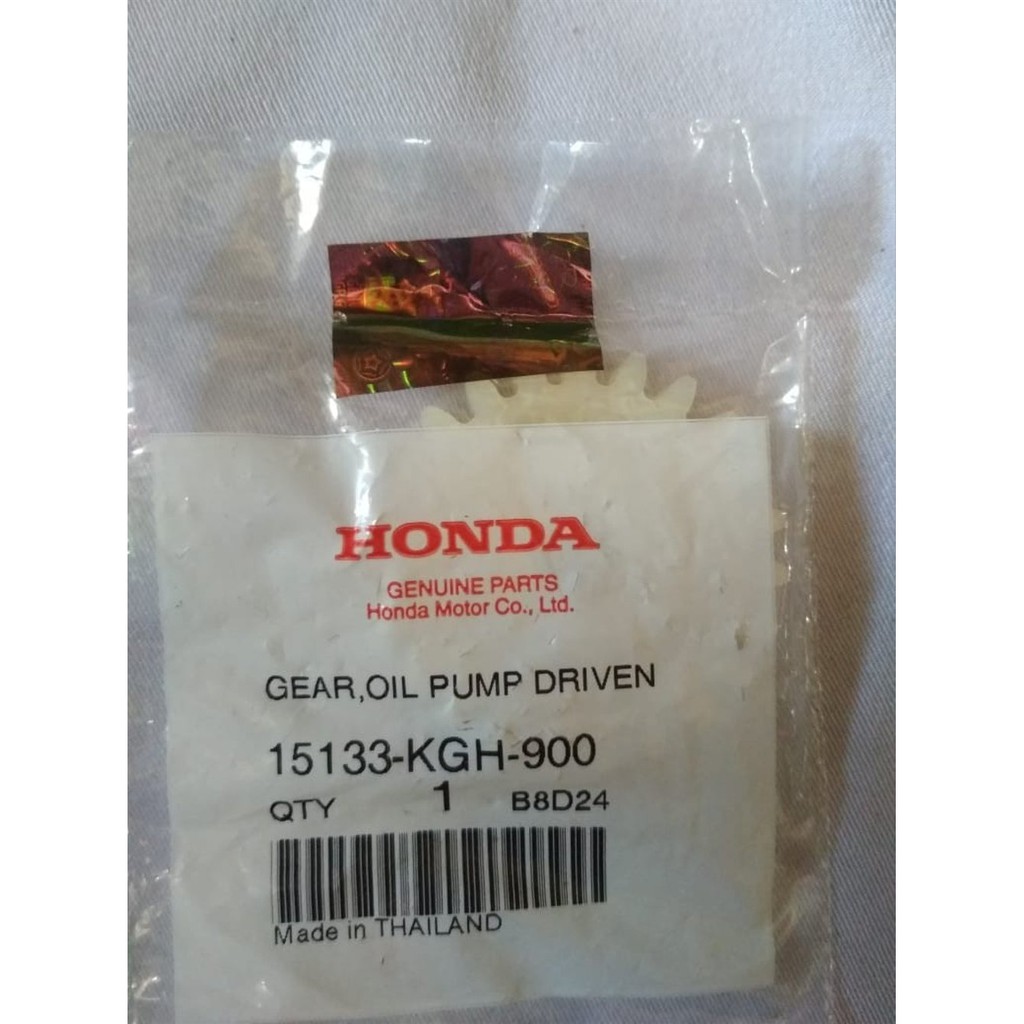 HONDA
GENUINE PARTS
Honda Motor Co., Ltd.
GEAR,OIL PUMP DRIVEN
15133-KGH-900
QTY 1 B8D24
Made in THAILAND